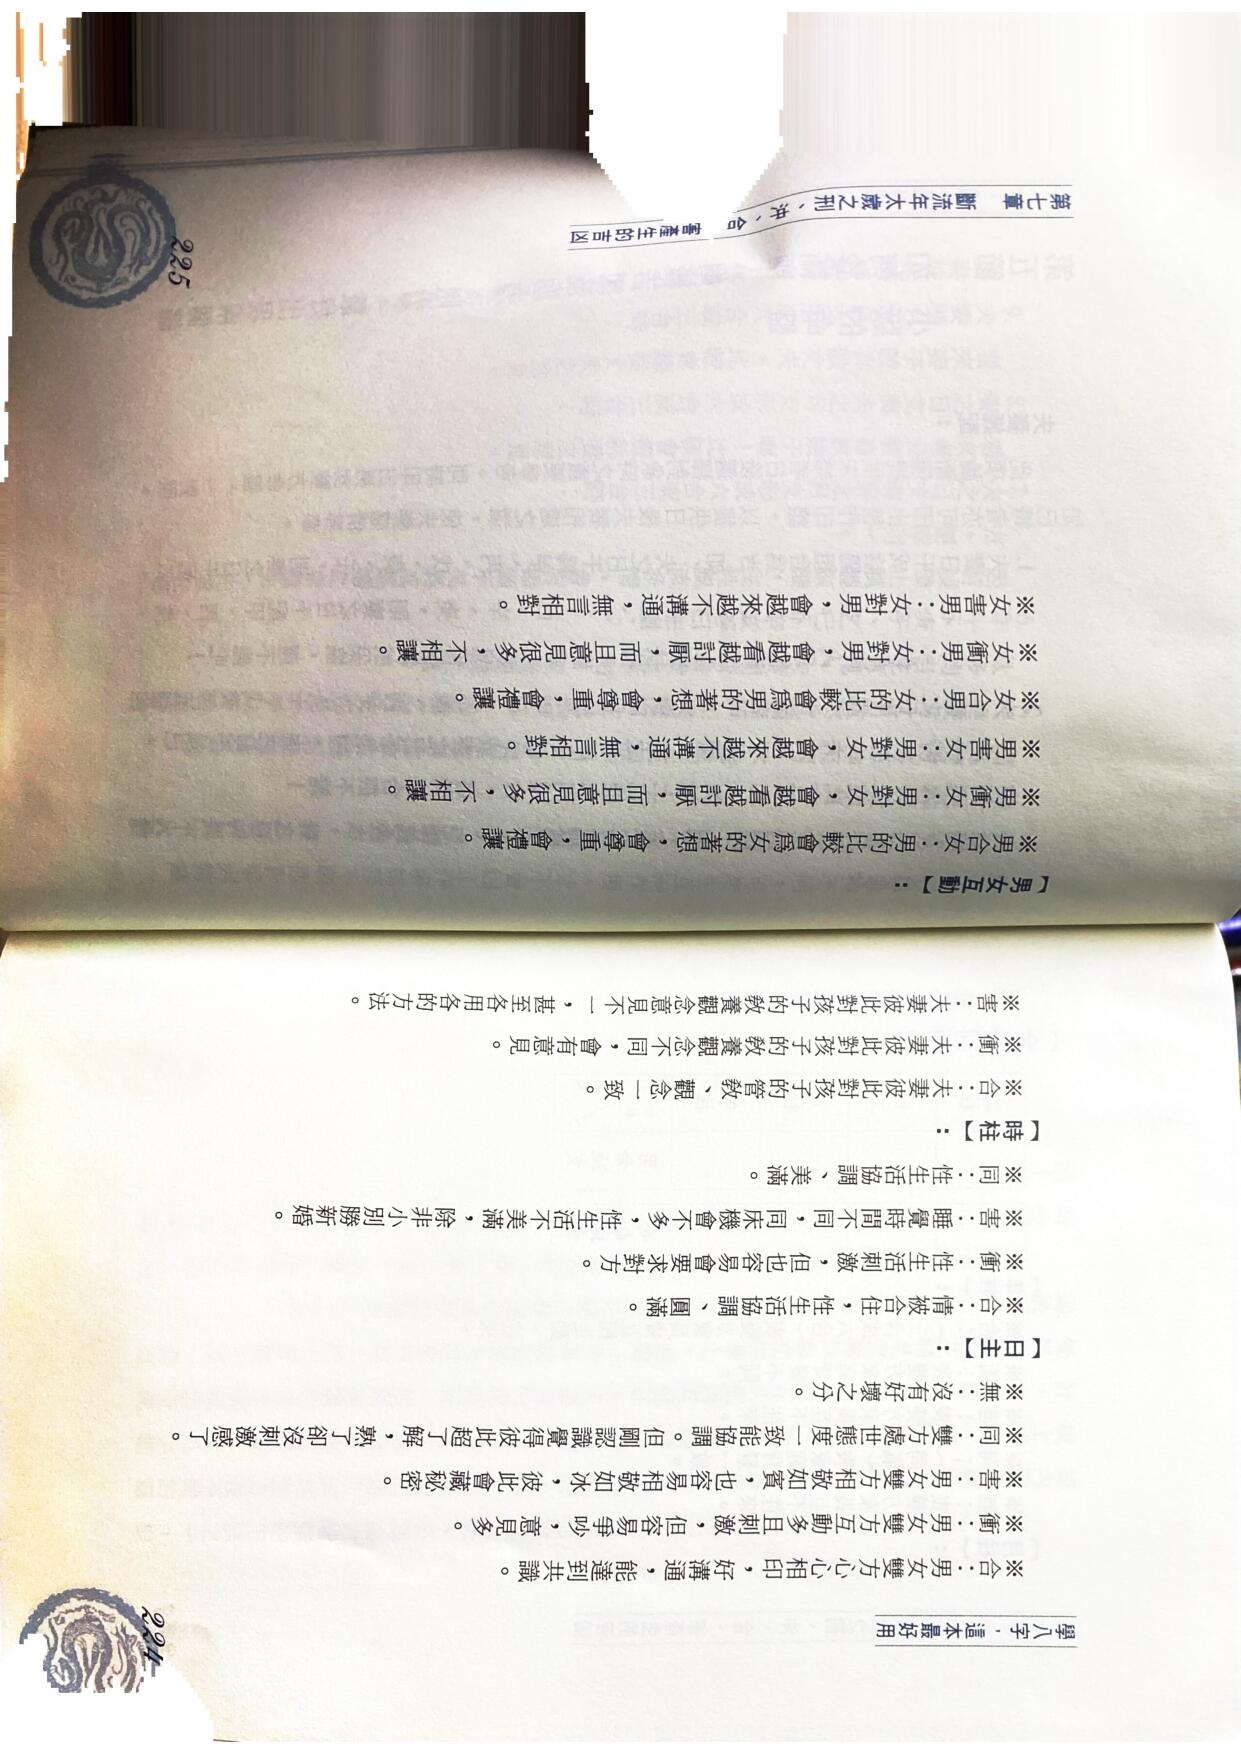 學八字，這本最好用
※合：男女雙方心心相印，好溝通，能達到共識。
※衝：男女雙方互動多且刺激，但容易爭吵，意見多。
※害：男女雙方相敬如賓，也容易相敬如冰，彼此會藏秘密。
※同：雙方處世態度一致能協調。但剛認識覺得彼此超了解，熟了卻沒刺激感了。
※無：沒有好壞之分。
【日主】：
※合：情被合住，性生活協調、圓滿。
※衝：性生活刺激，但也容易會要求對方。
※害：睡覺時間不同，同床機會不多，性生活不美滿，除非小別勝新婚。
※同：性生活協調、美滿。
【時柱】：
※合：夫妻彼此對孩子的管教、觀念一致。
※衝：夫妻彼此對孩子的教養觀念不同，會有意見。
※害：夫妻彼此對孩子的教養觀念意見不一，甚至各用各的方法。
224
【男女互動】：
※男合女：男的比較會為女的著想，會尊重，會禮讓。
※男衝女：男對女，會越看越討厭，而且意見很多，不相讓。
※男害女：男對女，會越來越不溝通，無言相對。
※女合男：女的比較會為男的著想，會尊重，會禮讓。
※女衝男：女對男，會越看越討厭，而且意見很多，不相讓。
※女害男：女對男，會越來越不溝通，無言相對。
第七章　斷流年太歲之刑、沖、合、害產生的吉凶
225